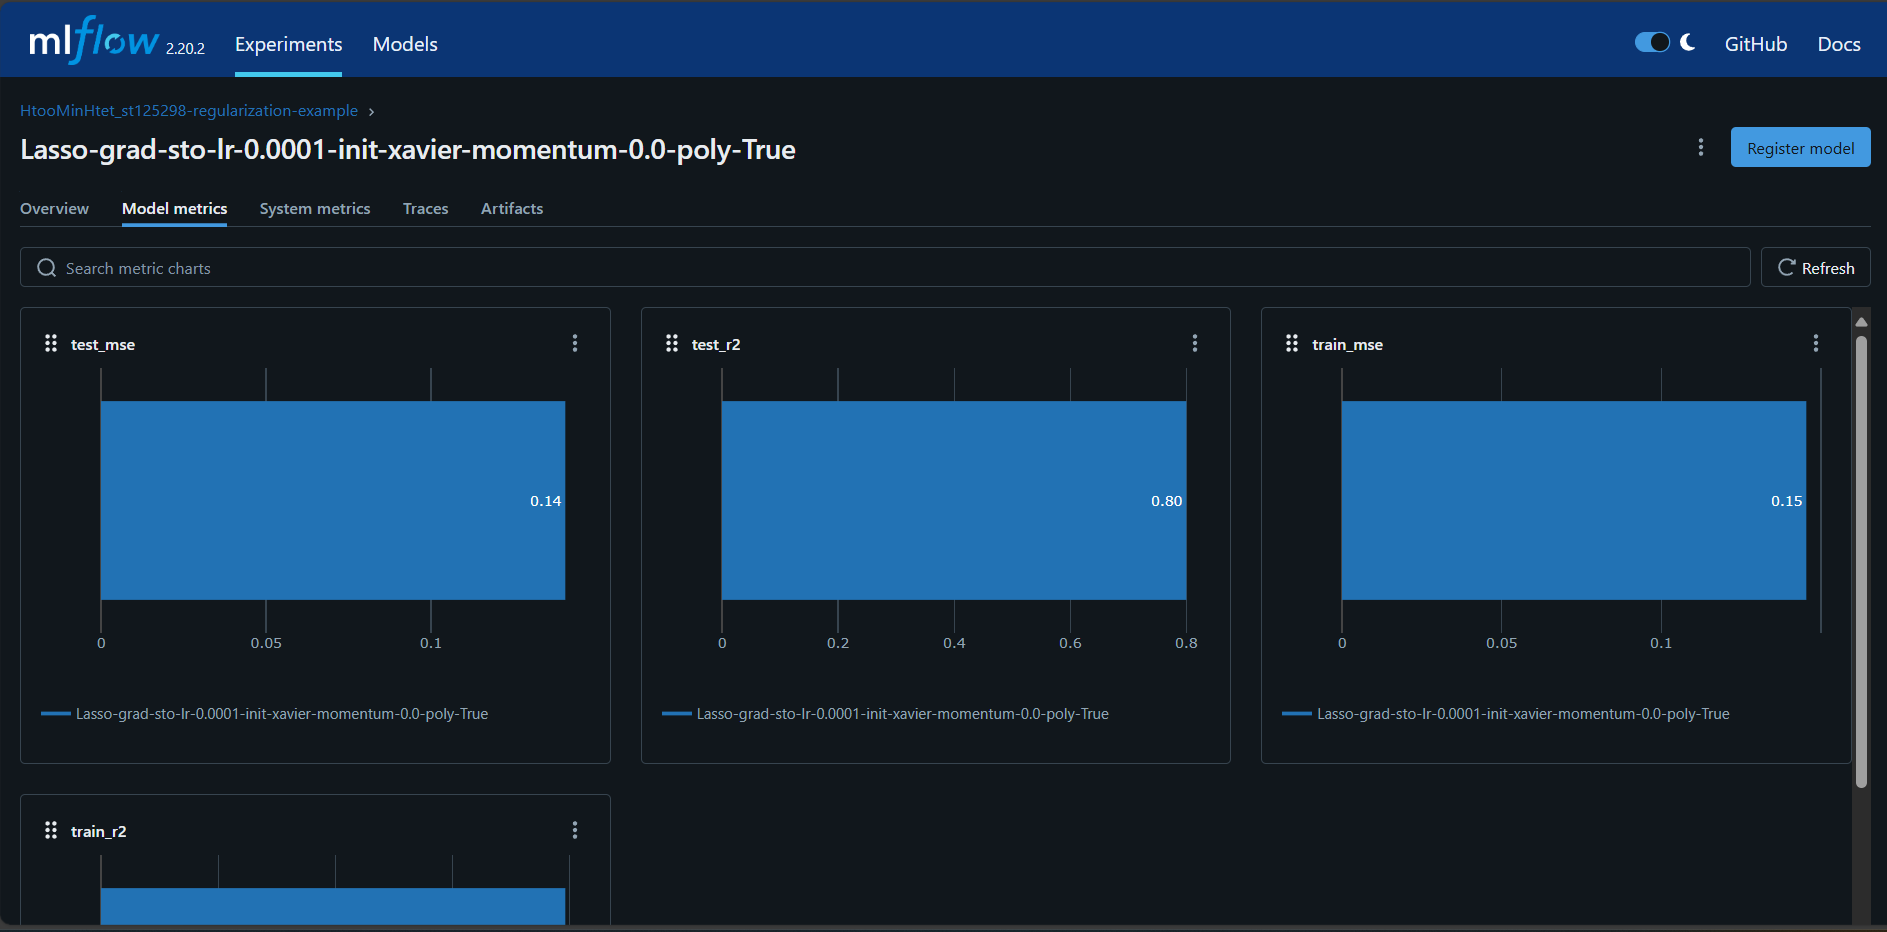 mlflow 2.20.2 Experiments Models GitHub Docs
HtooMinHtet_st125298-regularization-example ›
Lasso-grad-sto-lr-0.0001-init-xavier-momentum-0.0-poly-True
Register model
Overview Model metrics System metrics Traces Artifacts
Search metric charts
Refresh
test_mse
0.14
0 0.05 0.1
Lasso-grad-sto-lr-0.0001-init-xavier-momentum-0.0-poly-True
test_r2
0.80
0 0.2 0.4 0.6 0.8
Lasso-grad-sto-lr-0.0001-init-xavier-momentum-0.0-poly-True
train_mse
0.15
0 0.05 0.1
Lasso-grad-sto-lr-0.0001-init-xavier-momentum-0.0-poly-True
train_r2